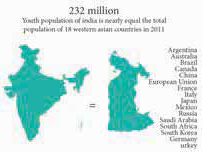 232 million
Youth population of india is nearly equal the total
population of 18 western asian countries in 2011
=
Argentina
Australia
Brazil
Canada
China
European Union
France
Italy
Japan
Mexico
Russia
Saudi Arabia
South Africa
South Korea
Germany
urkey